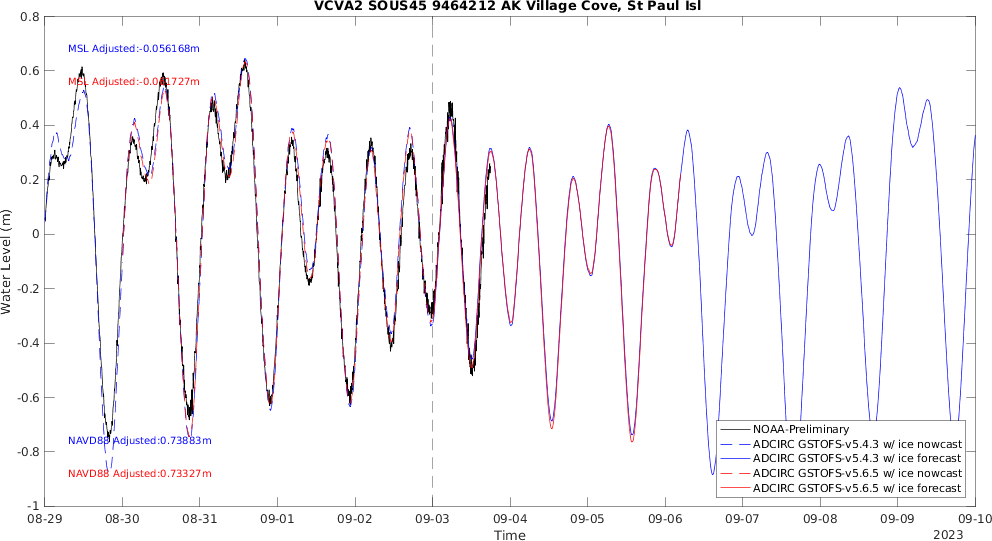 VCVA2 SOUS45 9464212 AK Village Cove, St Paul Isl
0.8
0.6
0.4
0.2
0
-0.2
-0.4
-0.6
-0.8
-1
Water Level (m)
MSL Adjusted:-0.056168m
MSL
NAVD88 Adjusted:0.73883m
NAVD88 Adjusted:0.73327m
NOAA-Preliminary
ADCIRC GSTOFS-v5.4.3 w/ ice nowcast
ADCIRC GSTOFS-v5.4.3 w/ ice forecast
ADCIRC GSTOFS-v5.6.5 w/ ice nowcast
ADCIRC GSTOFS-v5.6.5 w/ ice forecast
08-29 08-30 08-31 09-01 09-02 09-03 09-04 09-05 09-06 09-07 09-08 09-09 09-10
Time
2023